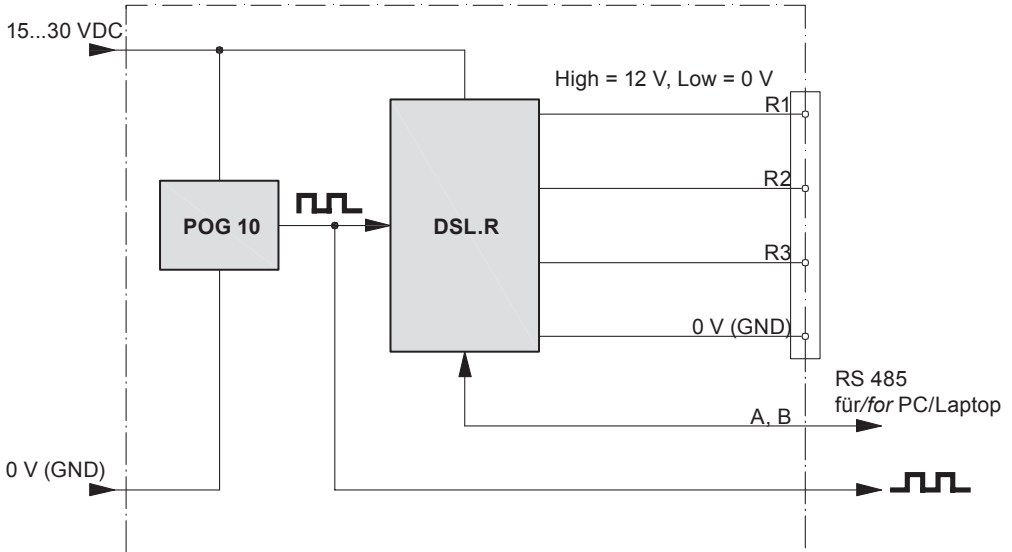 15...30 VDC
High = 12 V, Low = 0 V
R1
R2
POG 10
DSL.R
R3
0 V (GND)
RS 485
für/for PC/Laptop
A, B
0 V (GND)